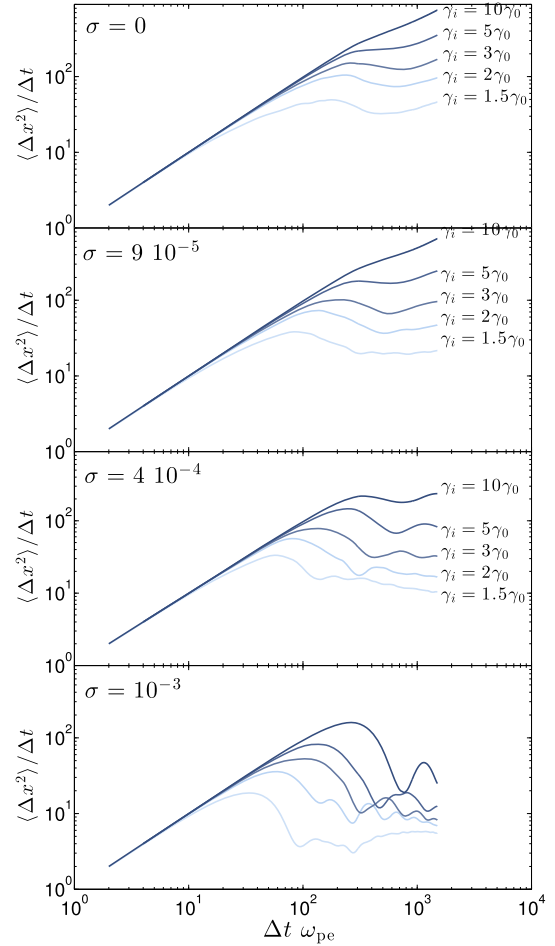 σ = 0
γᵢ = 10γ₀
γᵢ = 5γ₀
γᵢ = 3γ₀
γᵢ = 2γ₀
γᵢ = 1.5γ₀
⟨Δx²⟩/Δt
10²
10¹
10⁰
σ = 9 10⁻⁵
γᵢ = 10γ₀
γᵢ = 5γ₀
γᵢ = 3γ₀
γᵢ = 2γ₀
γᵢ = 1.5γ₀
⟨Δx²⟩/Δt
10²
10¹
10⁰
σ = 4 10⁻⁴
γᵢ = 10γ₀
γᵢ = 5γ₀
γᵢ = 3γ₀
γᵢ = 2γ₀
γᵢ = 1.5γ₀
⟨Δx²⟩/Δt
10²
10¹
10⁰
σ = 10⁻³
⟨Δx²⟩/Δt
10²
10¹
10⁰
10⁰ 10¹ 10² 10³ 10⁴
Δt ωpe